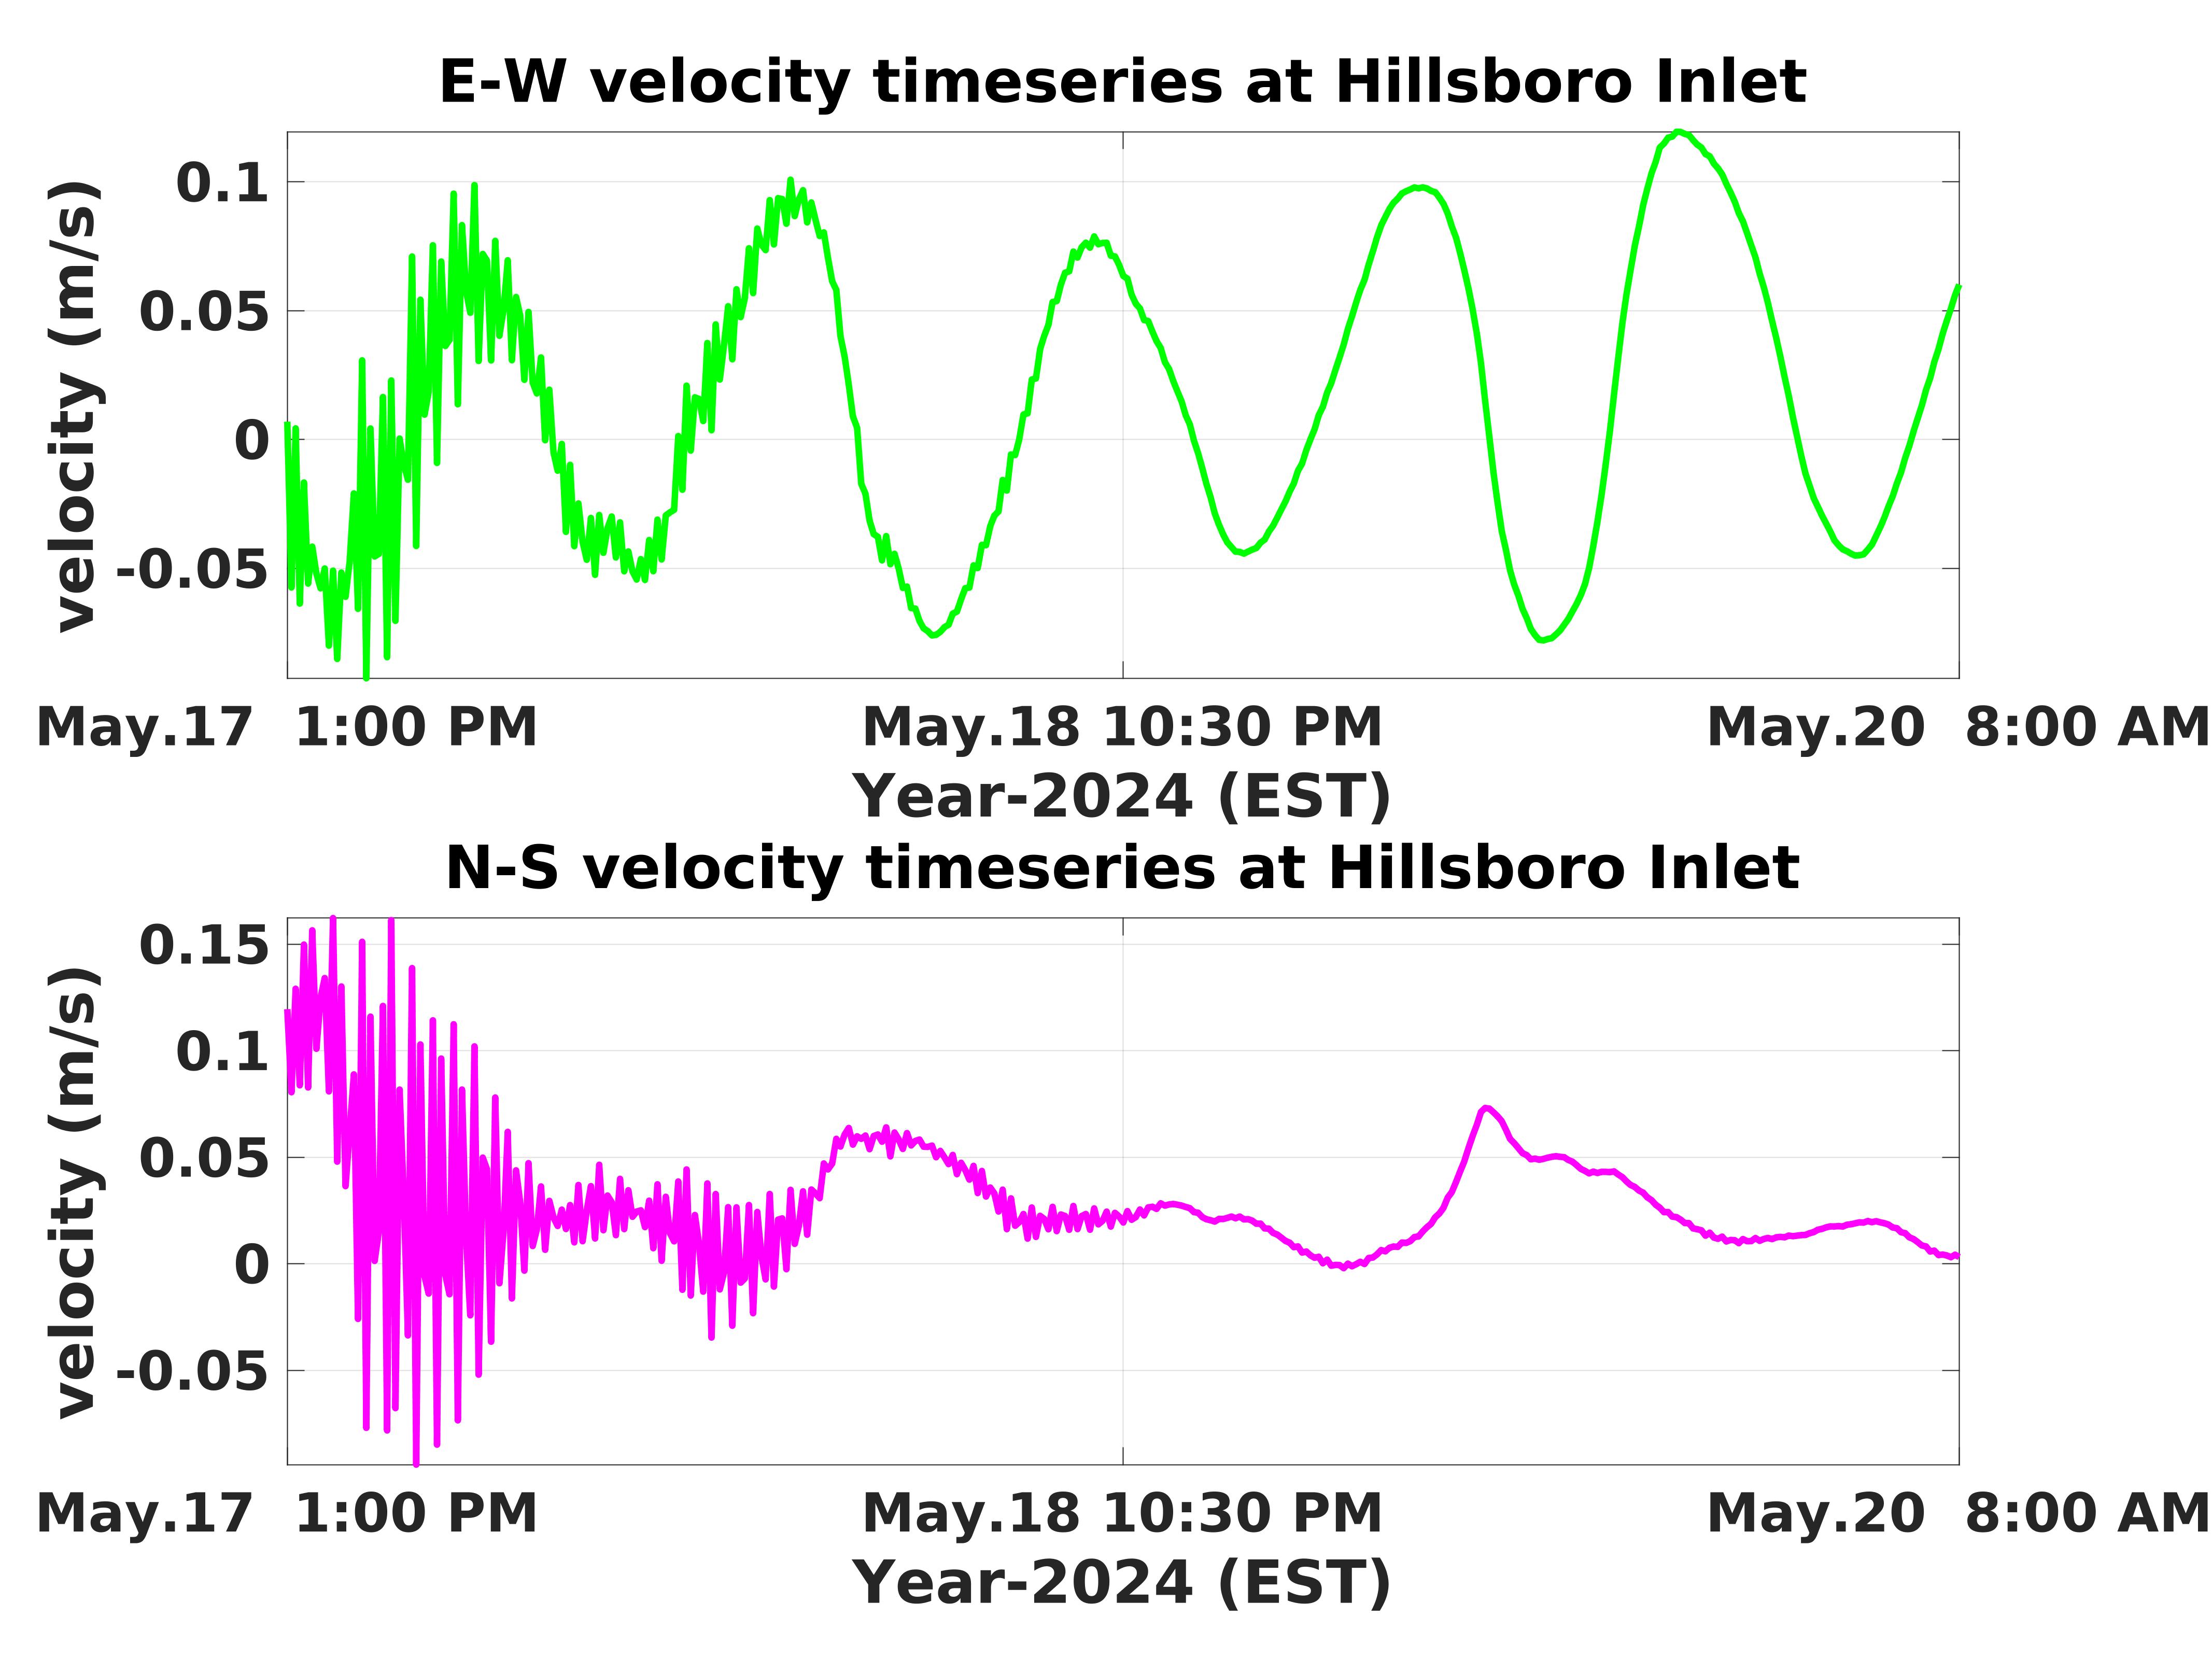 E-W velocity timeseries at Hillsboro Inlet
velocity (m/s)
0.1
0.05
0
-0.05
May.17  1:00 PM
May.18 10:30 PM
May.20  8:00 AM
Year-2024 (EST)
N-S velocity timeseries at Hillsboro Inlet
velocity (m/s)
0.15
0.1
0.05
0
-0.05
May.17  1:00 PM
May.18 10:30 PM
May.20  8:00 AM
Year-2024 (EST)